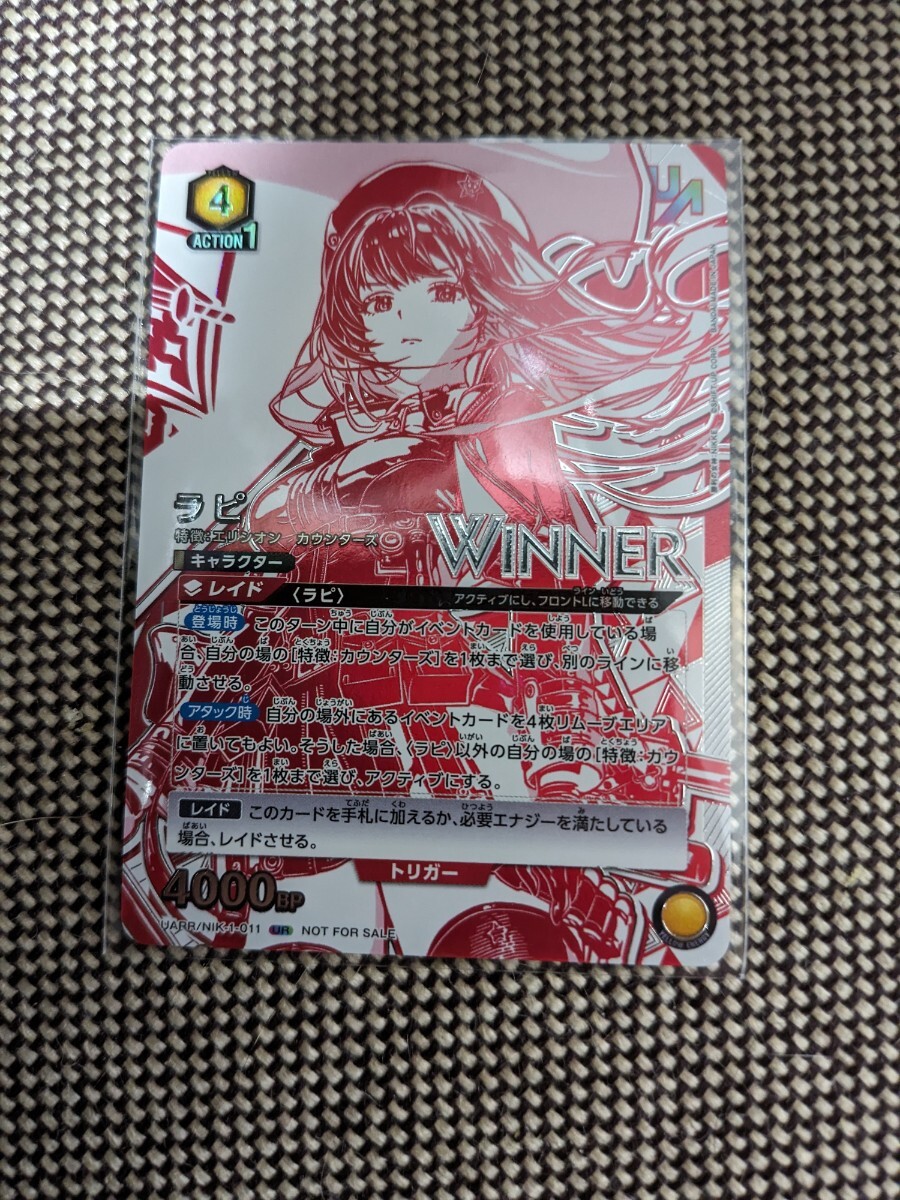 4
ACTION1
UA
ラピ
特徴:エリシオン カウンターズ
WINNER
キャラクター
レイド 〈ラピ〉 アクティブにし、フロントLに移動できる
登場時 このターン中に自分がイベントカードを使用している場
合、自分の場の[特徴:カウンターズ]を1枚まで選び、別のラインに移
動させる。
アタック時 自分の場外にあるイベントカードを4枚リムーブエリア
に置いてもよい。そうした場合、〈ラピ〉以外の自分の場の[特徴:カウ
ンターズ]を1枚まで選び、アクティブにする。
レイド このカードを手札に加えるか、必要エナジーを満たしている
場合、レイドさせる。
トリガー
4000BP
UARR/NIK-1-011 UR NOT FOR SALE
YELLOW ENERGY